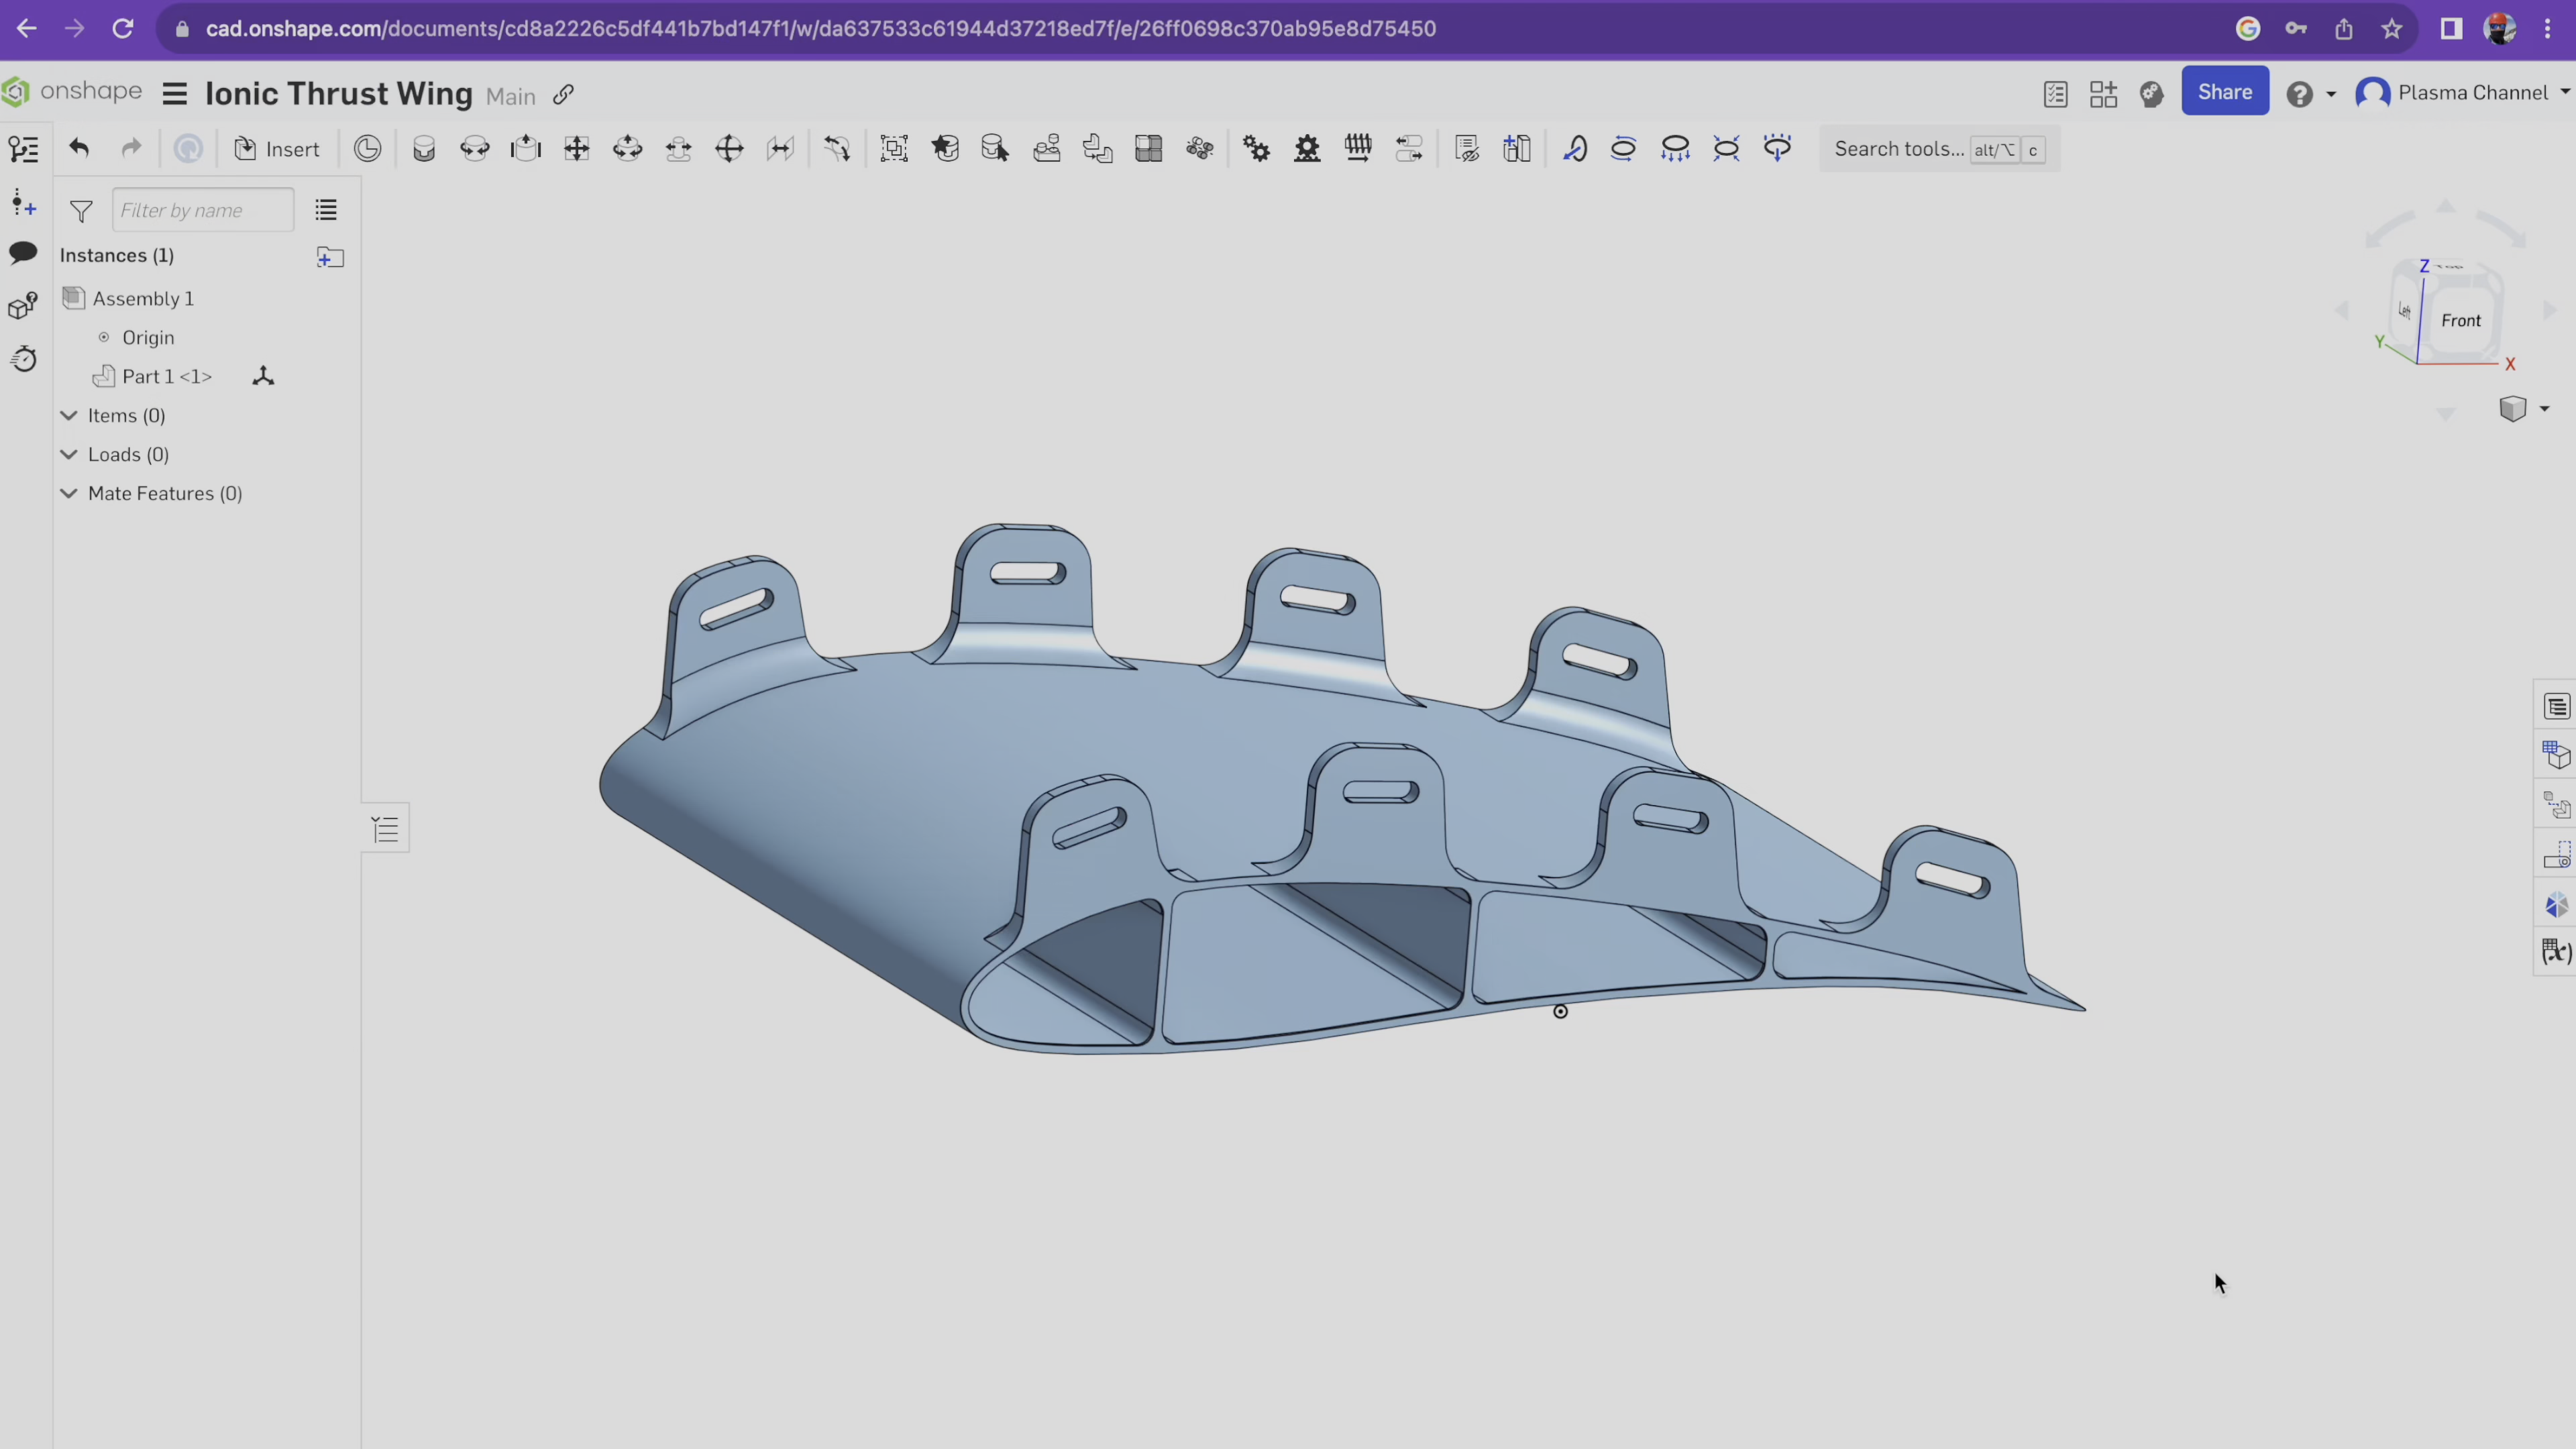 cad.onshape.com/documents/cd8a2226c5df441b7bd147f1/w/da637533c61944d37218ed7f/e/26ff0698c370ab95e8d75450
onshape Ionic Thrust Wing Main
Share Plasma Channel
Insert
Search tools... alt/⌥ c
Filter by name
Instances (1)
Assembly 1
Origin
Part 1 <1>
Items (0)
Loads (0)
Mate Features (0)
Z Top
Left Front
Y
X
(x)